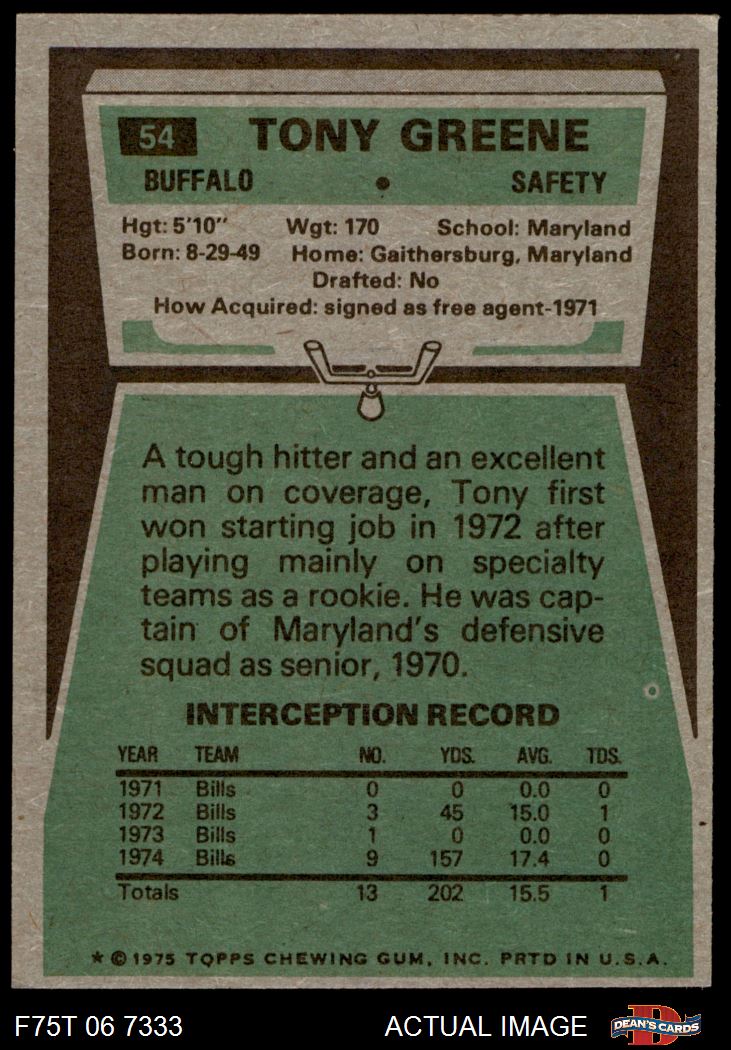 54 TONY GREENE
BUFFALO • SAFETY
Hgt: 5'10" Wgt: 170 School: Maryland
Born: 8-29-49 Home: Gaithersburg, Maryland
Drafted: No
How Acquired: signed as free agent-1971
A tough hitter and an excellent
man on coverage, Tony first
won starting job in 1972 after
playing mainly on specialty
teams as a rookie. He was cap-
tain of Maryland's defensive
squad as senior, 1970.
INTERCEPTION RECORD
YEAR TEAM NO. YDS. AVG. TDS.
1971 Bills 0 0 0.0 0
1972 Bills 3 45 15.0 1
1973 Bills 1 0 0.0 0
1974 Bills 9 157 17.4 0
Totals 13 202 15.5 1
* © 1975 TOPPS CHEWING GUM, INC. PRTD IN U.S.A.
F75T 06 7333 ACTUAL IMAGE D DEAN'S CARDS